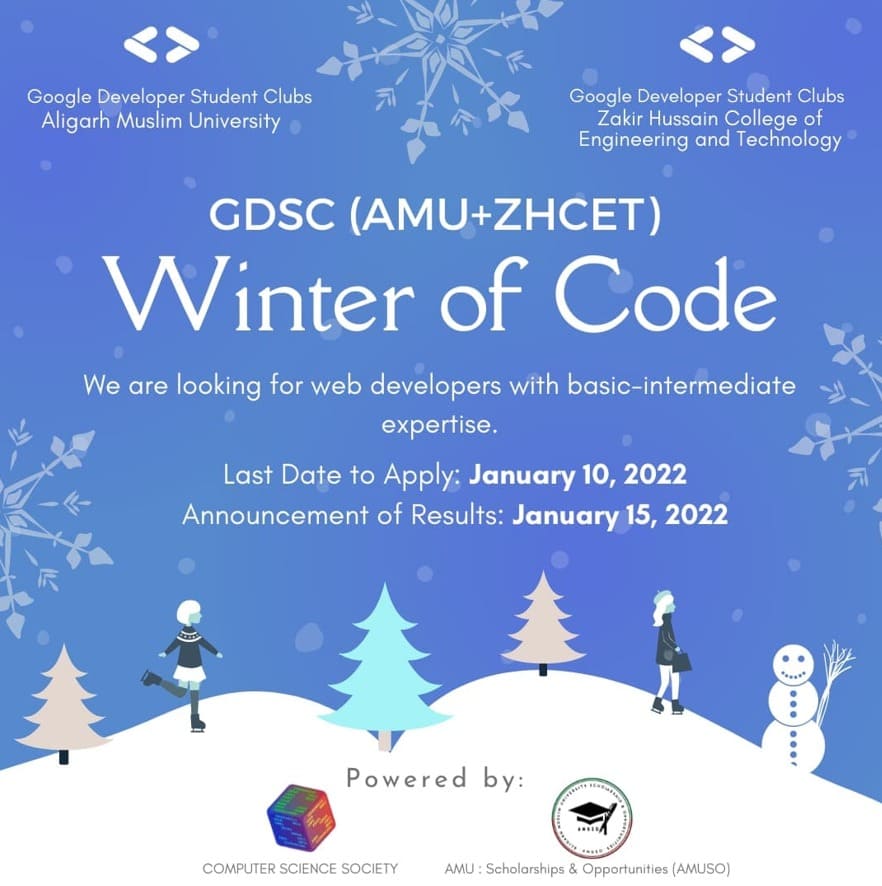 Google Developer Student Clubs
Aligarh Muslim University
Google Developer Student Clubs
Zakir Hussain College of
Engineering and Technology
GDSC (AMU+ZHCET)
Winter of Code
We are looking for web developers with basic-intermediate
expertise.
Last Date to Apply: January 10, 2022
Announcement of Results: January 15, 2022
Powered by:
COMPUTER SCIENCE SOCIETY
AMU : Scholarships & Opportunities (AMUSO)